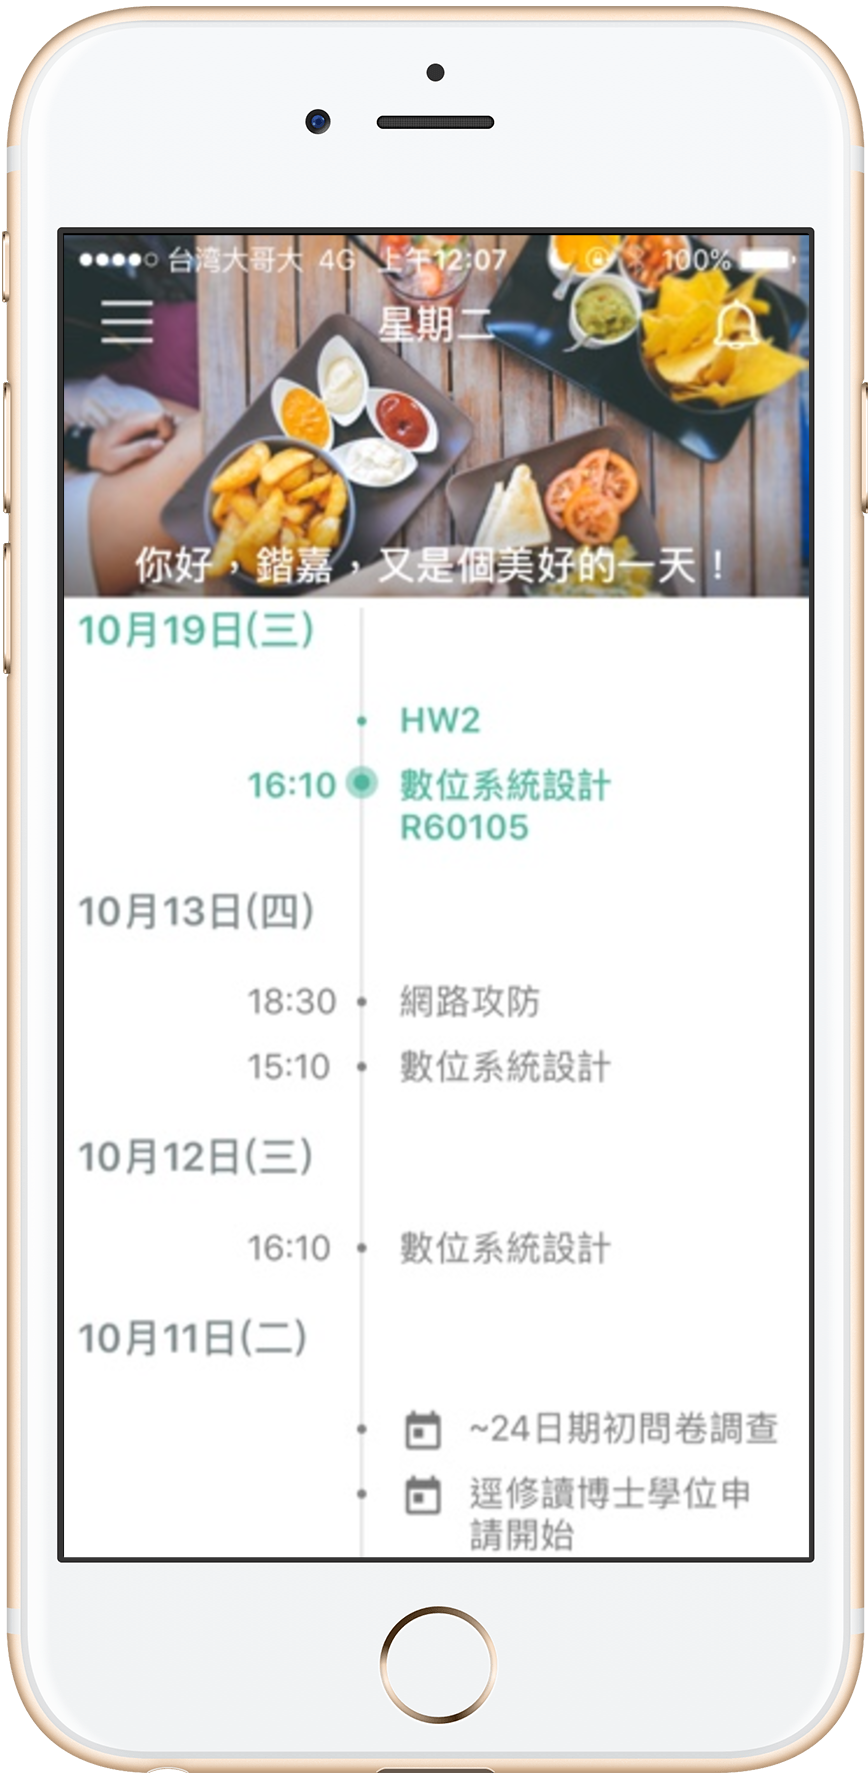 台湾大哥大 4G 上午12:07 100%
星期二
你好，鍇嘉，又是個美好的一天！
10月19日(三)
HW2
16:10 數位系統設計
R60105
10月13日(四)
18:30 網路攻防
15:10 數位系統設計
10月12日(三)
16:10 數位系統設計
10月11日(二)
~24日期初問卷調查
逕修讀博士學位申
請開始